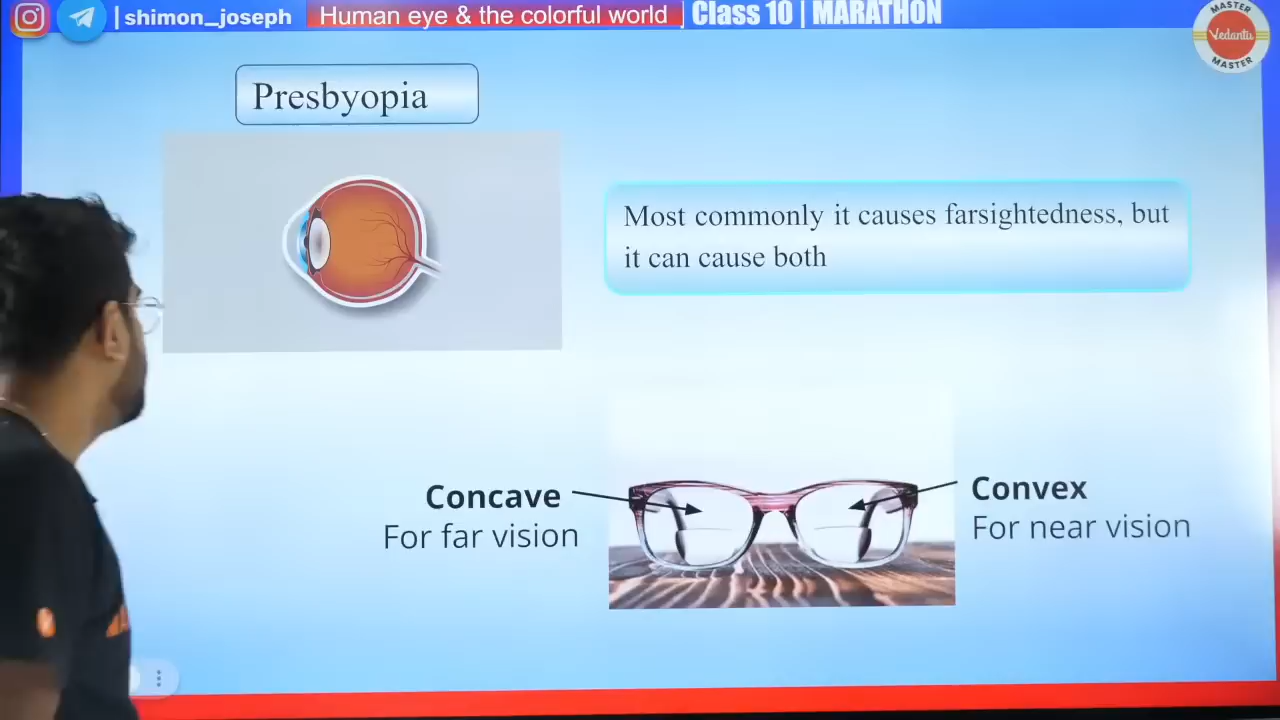 | shimon_joseph
Human eye & the colorful world
| Class 10 | MARATHON
MASTER
Vedantu
MASTER
Presbyopia
Most commonly it causes farsightedness, but
it can cause both
Concave
For far vision
Convex
For near vision